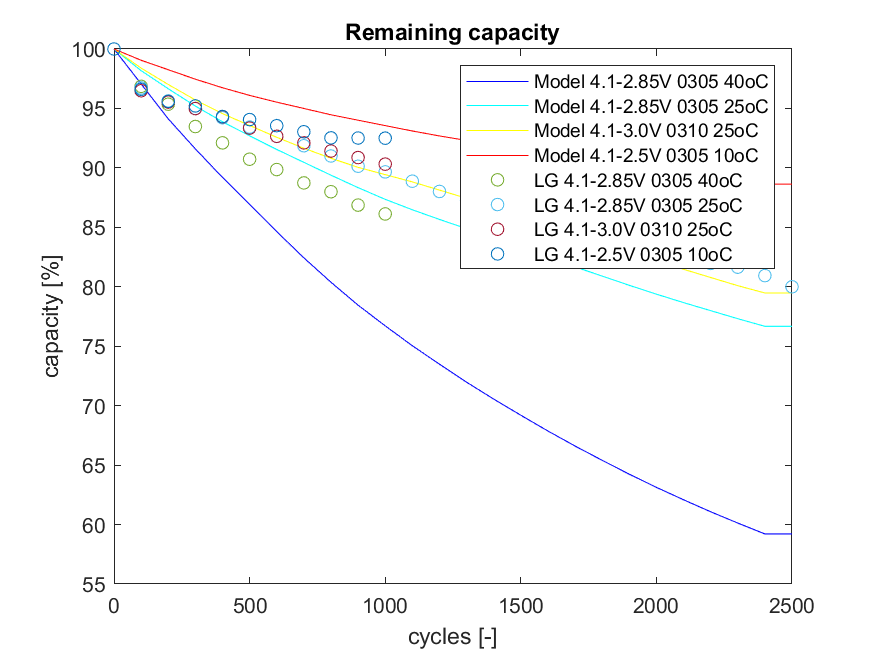 Remaining capacity
100
95
90
85
80
75
70
65
60
55
capacity [%]
Model 4.1-2.85V 0305 40oC
Model 4.1-2.85V 0305 25oC
Model 4.1-3.0V 0310 25oC
Model 4.1-2.5V 0305 10oC
LG 4.1-2.85V 0305 40oC
LG 4.1-2.85V 0305 25oC
LG 4.1-3.0V 0310 25oC
LG 4.1-2.5V 0305 10oC
0 500 1000 1500 2000 2500
cycles [-]